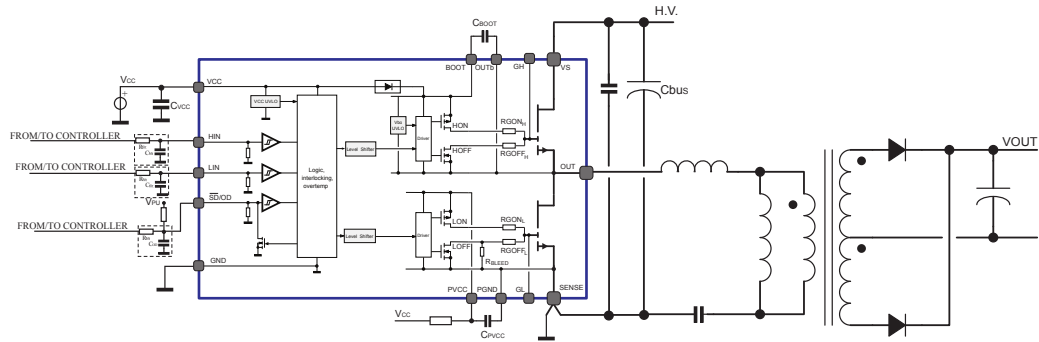 H.V.
CBOOT
BOOT
OUTb
GH
VS
VCC
VCC
VCC UVLO
CVCC
Cbus
FROM/TO CONTROLLER
HIN
HON
RGONH
Driver
HOFF
RGOFFH
Level Shifter
VOUT
FROM/TO CONTROLLER
LIN
OUT
Logic,
interlocking,
overtemp
VPU
SD/OD
FROM/TO CONTROLLER
LON
RGONL
Level Shifter
Driver
LOFF
RGOFFL
RBLEED
GND
PVCC
PGND
GL
SENSE
VCC
CPVCC